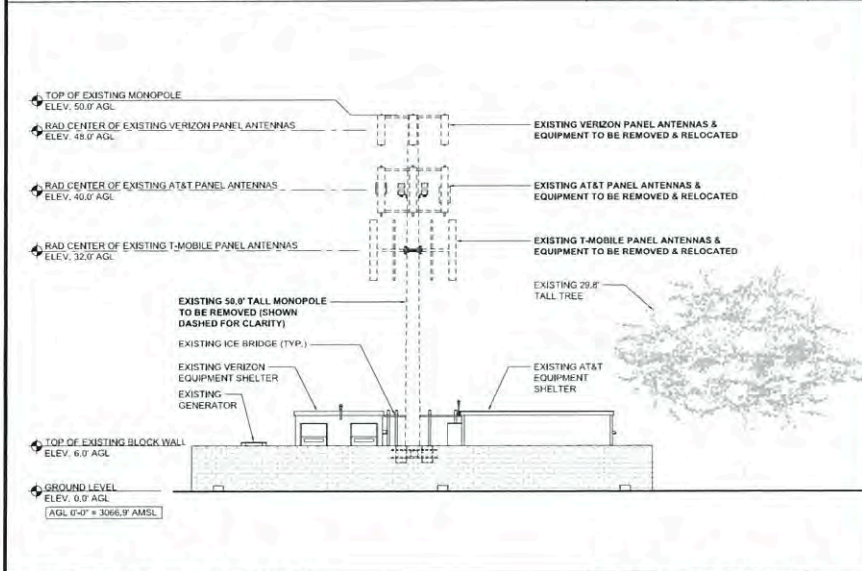 TOP OF EXISTING MONOPOLE
ELEV. 50.0' AGL
RAD CENTER OF EXISTING VERIZON PANEL ANTENNAS
ELEV. 48.0' AGL
EXISTING VERIZON PANEL ANTENNAS &
EQUIPMENT TO BE REMOVED & RELOCATED
RAD CENTER OF EXISTING AT&T PANEL ANTENNAS
ELEV. 40.0' AGL
EXISTING AT&T PANEL ANTENNAS &
EQUIPMENT TO BE REMOVED & RELOCATED
RAD CENTER OF EXISTING T-MOBILE PANEL ANTENNAS
ELEV. 32.0' AGL
EXISTING T-MOBILE PANEL ANTENNAS &
EQUIPMENT TO BE REMOVED & RELOCATED
EXISTING 29.8'
TALL TREE
EXISTING 50.0' TALL MONOPOLE
TO BE REMOVED (SHOWN
DASHED FOR CLARITY)
EXISTING ICE BRIDGE (TYP.)
EXISTING VERIZON
EQUIPMENT SHELTER
EXISTING
GENERATOR
EXISTING AT&T
EQUIPMENT
SHELTER
TOP OF EXISTING BLOCK WALL
ELEV. 6.0' AGL
GROUND LEVEL
ELEV. 0.0' AGL
AGL 0'-0" = 3066.9' AMSL